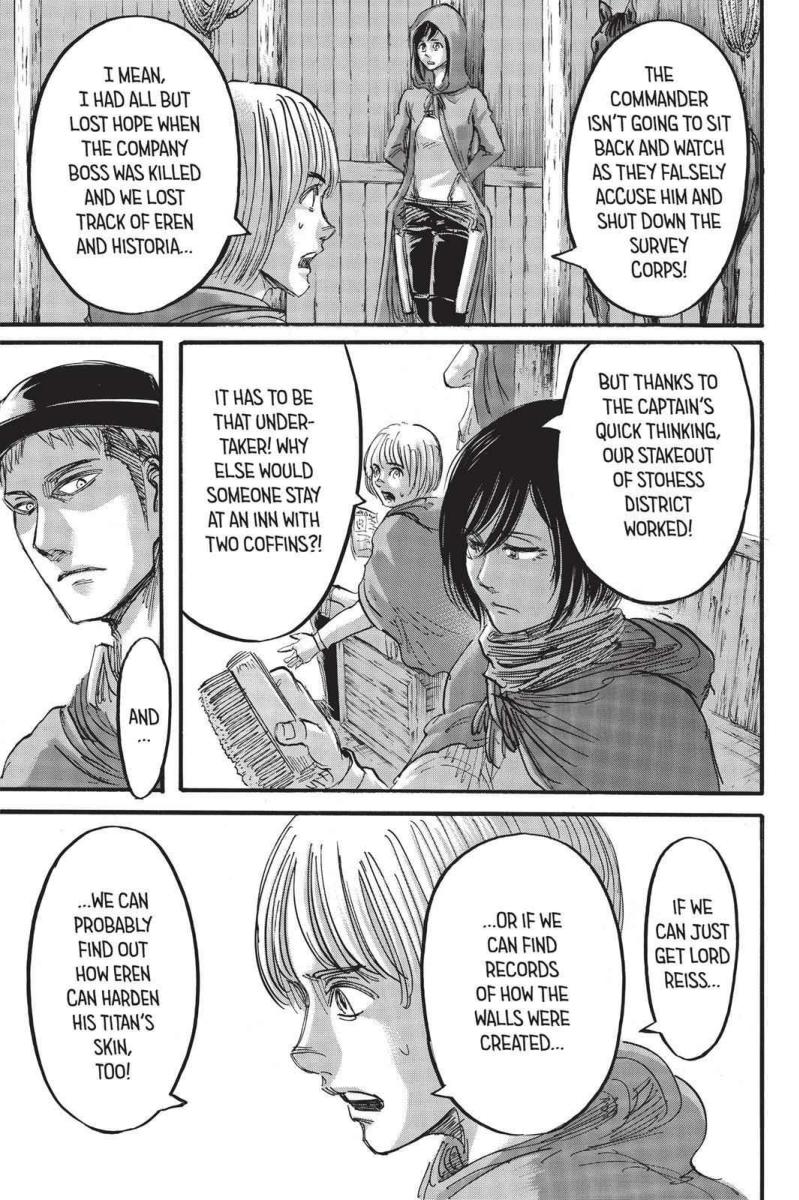 THE
COMMANDER
ISN'T GOING TO SIT
BACK AND WATCH
AS THEY FALSELY
ACCUSE HIM AND
SHUT DOWN THE
SURVEY
CORPS!
I MEAN,
I HAD ALL BUT
LOST HOPE WHEN
THE COMPANY
BOSS WAS KILLED
AND WE LOST
TRACK OF EREN
AND HISTORIA...
BUT THANKS TO
THE CAPTAIN'S
QUICK THINKING,
OUR STAKEOUT
OF STOHESS
DISTRICT
WORKED!
IT HAS TO BE
THAT UNDER-
TAKER! WHY
ELSE WOULD
SOMEONE STAY
AT AN INN WITH
TWO COFFINS?!
AND
...
IF WE
CAN JUST
GET LORD
REISS...
...OR IF WE
CAN FIND
RECORDS
OF HOW THE
WALLS WERE
CREATED...
...WE CAN
PROBABLY
FIND OUT
HOW EREN
CAN HARDEN
HIS TITAN'S
SKIN,
TOO!